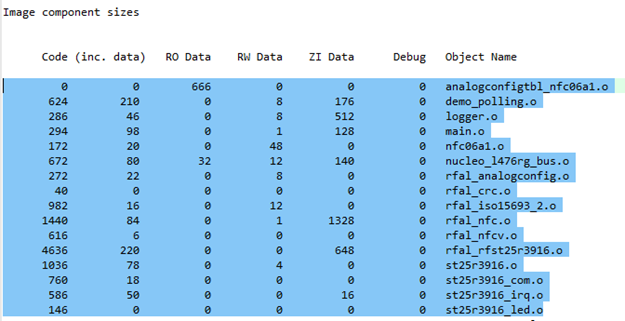 Image component sizes
Code (inc. data) RO Data RW Data ZI Data Debug Object Name
0 0 666 0 0 0 analogconfigtbl_nfc06a1.o
624 210 0 8 176 0 demo_polling.o
286 46 0 8 512 0 logger.o
294 98 0 1 128 0 main.o
172 20 0 48 0 0 nfc06a1.o
672 80 32 12 140 0 nucleo_l476rg_bus.o
272 22 0 8 0 0 rfal_analogconfig.o
40 0 0 0 0 0 rfal_crc.o
982 16 0 12 0 0 rfal_iso15693_2.o
1440 84 0 1 1328 0 rfal_nfc.o
616 6 0 0 0 0 rfal_nfcv.o
4636 220 0 0 648 0 rfal_rfst25r3916.o
1036 78 0 4 0 0 st25r3916.o
760 18 0 0 0 0 st25r3916_com.o
586 50 0 0 16 0 st25r3916_irq.o
146 0 0 0 0 0 st25r3916_led.o